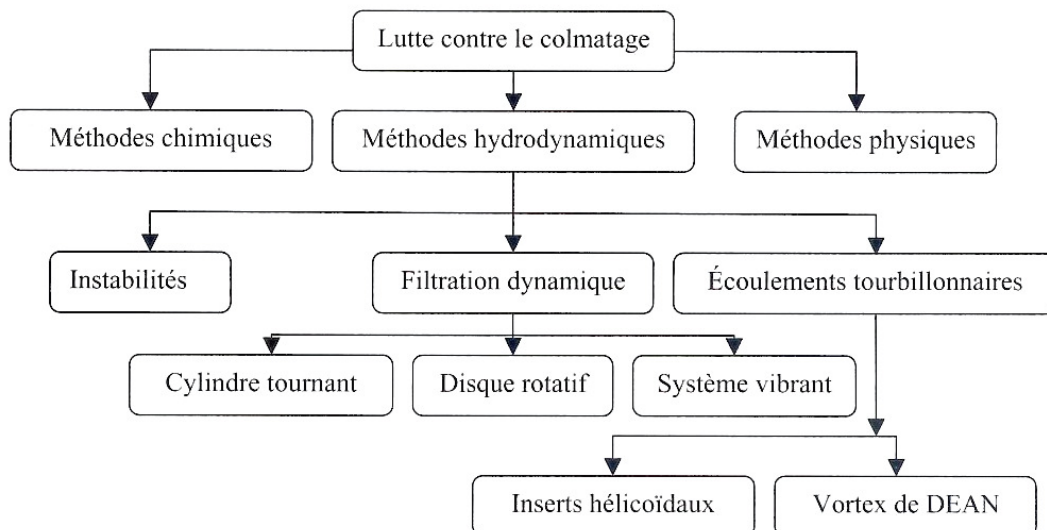 Lutte contre le colmatage
Méthodes chimiques
Méthodes hydrodynamiques
Méthodes physiques
Instabilités
Filtration dynamique
Écoulements tourbillonnaires
Cylindre tournant
Disque rotatif
Système vibrant
Inserts hélicoïdaux
Vortex de DEAN